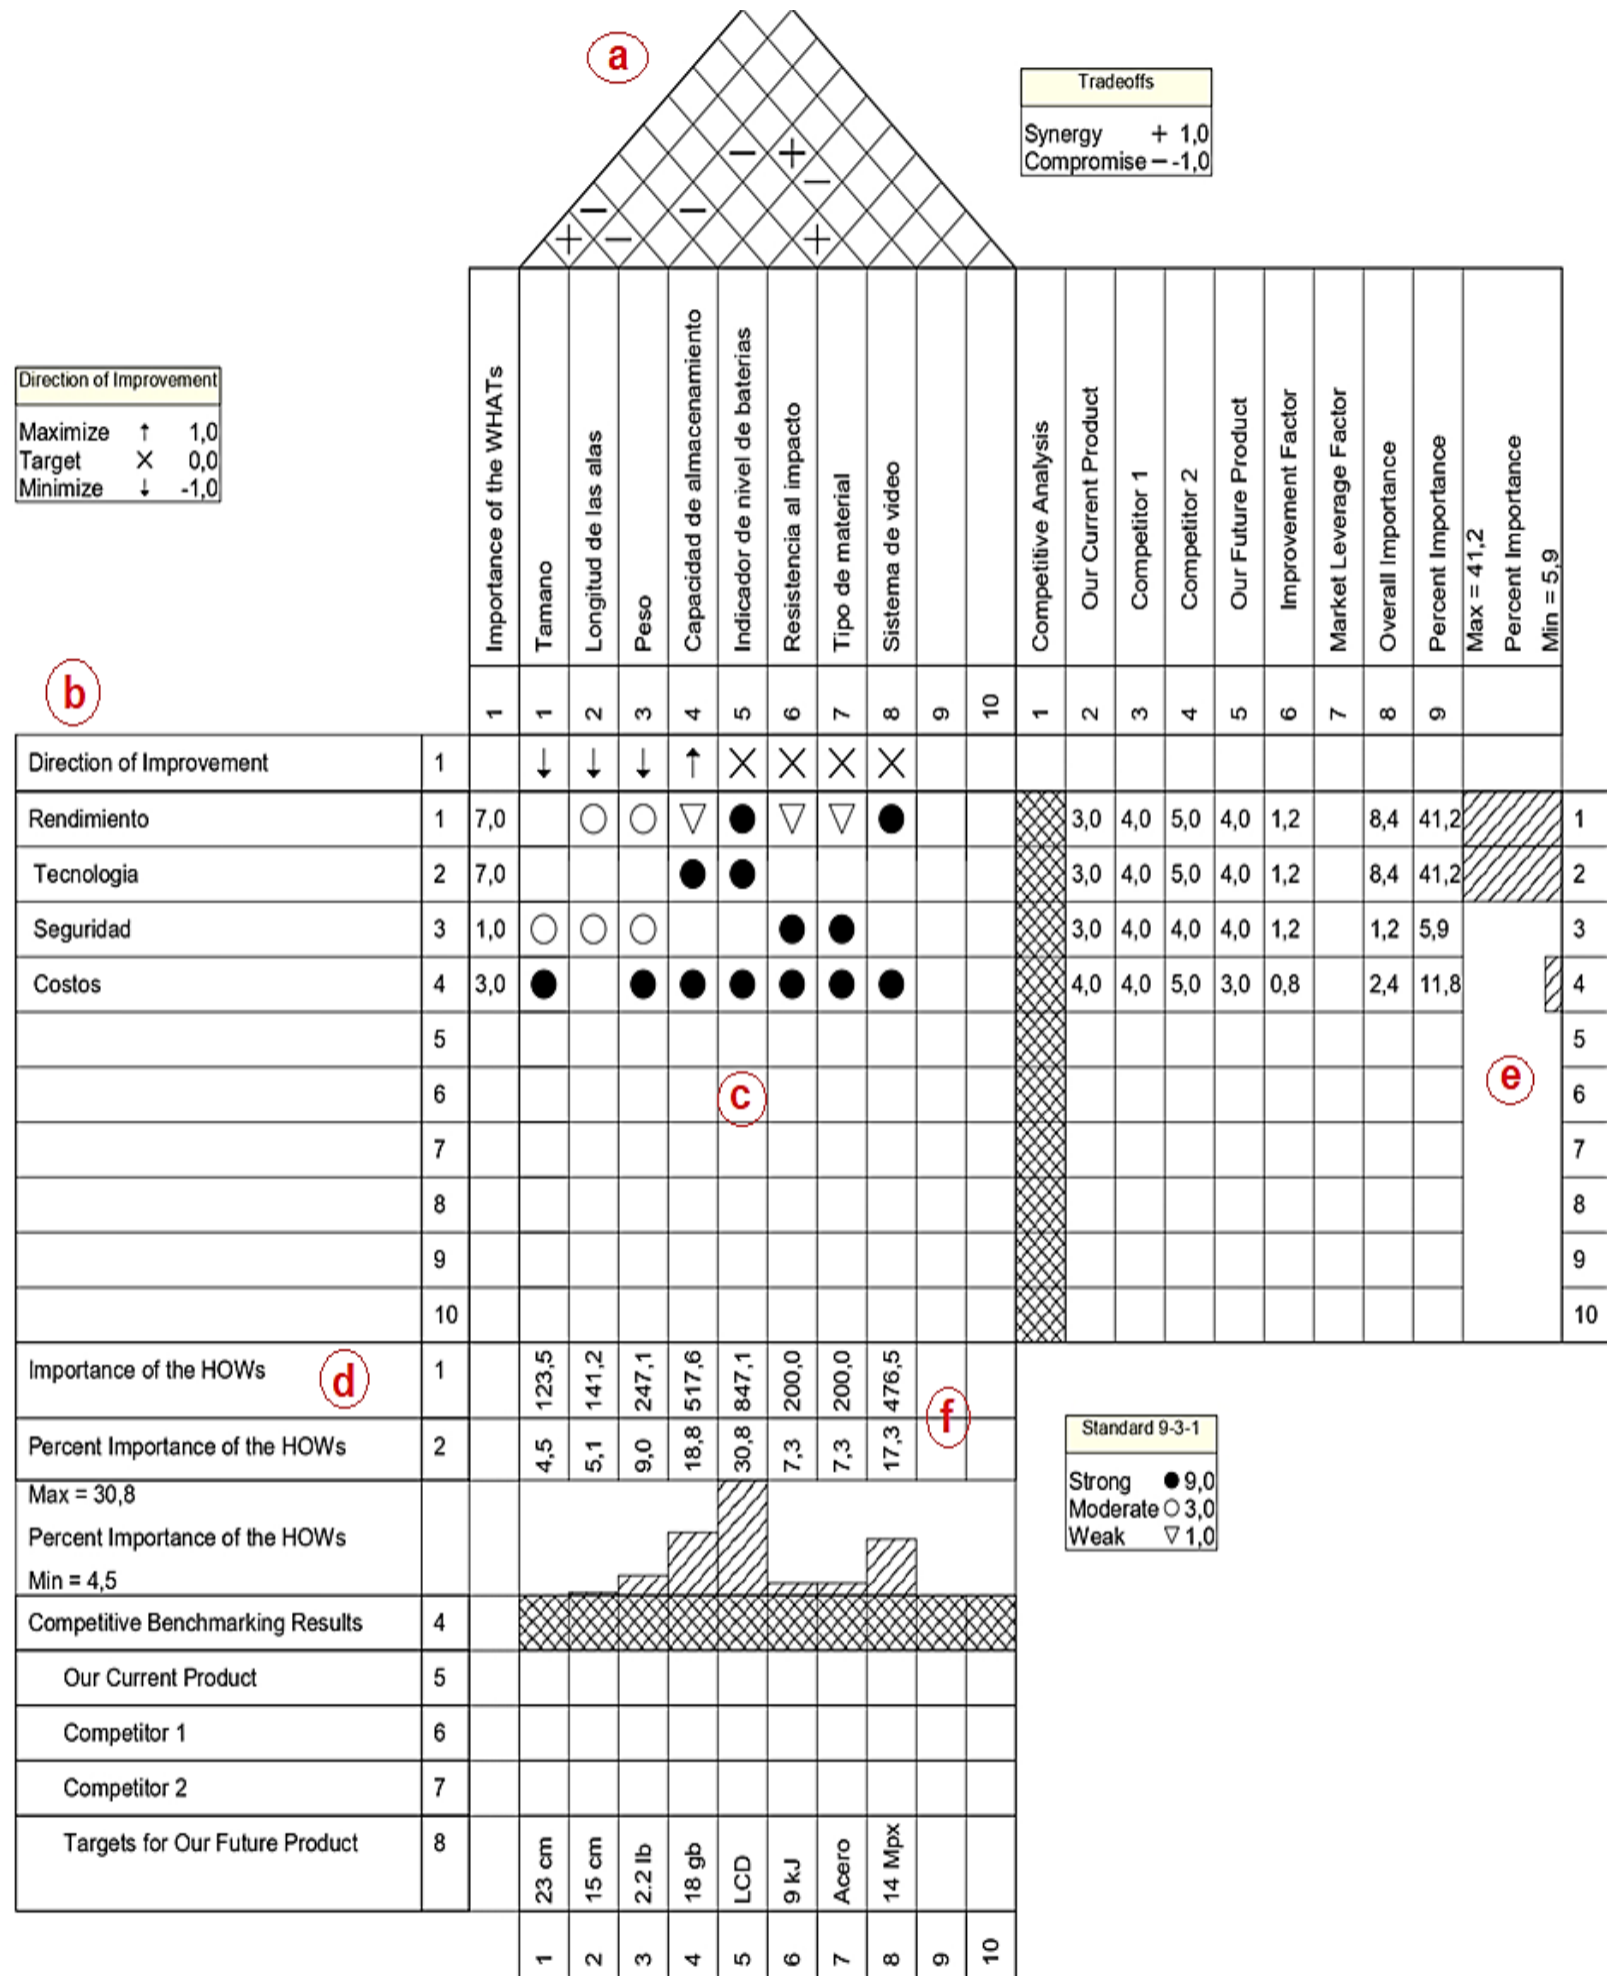 a
Tradeoffs
Synergy + 1,0
Compromise − -1,0
Direction of Improvement
Maximize ↑ 1,0
Target × 0,0
Minimize ↓ -1,0
− +
−
− −
+ − +
Importance of the WHATs
Tamano
Longitud de las alas
Peso
Capacidad de almacenamiento
Indicador de nivel de baterias
Resistencia al impacto
Tipo de material
Sistema de video
Competitive Analysis
Our Current Product
Competitor 1
Competitor 2
Our Future Product
Improvement Factor
Market Leverage Factor
Overall Importance
Percent Importance
Max = 41,2
Percent Importance
Min = 5,9
b
1 1 2 3 4 5 6 7 8 9 10 1 2 3 4 5 6 7 8 9
Direction of Improvement 1 ↓ ↓ ↓ ↑ × × × ×
Rendimiento 1 7,0 ○ ○ ▽ ● ▽ ▽ ● 3,0 4,0 5,0 4,0 1,2 8,4 41,2 1
Tecnologia 2 7,0 ● ● 3,0 4,0 5,0 4,0 1,2 8,4 41,2 2
Seguridad 3 1,0 ○ ○ ○ ● ● 3,0 4,0 4,0 4,0 1,2 1,2 5,9 3
Costos 4 3,0 ● ● ● ● ● ● ● 4,0 4,0 5,0 3,0 0,8 2,4 11,8 4
5 5
6 c e 6
7 7
8 8
9 9
10 10
Importance of the HOWs d 1 123,5 141,2 247,1 517,6 847,1 200,0 200,0 476,5
f
Percent Importance of the HOWs 2 4,5 5,1 9,0 18,8 30,8 7,3 7,3 17,3
Max = 30,8
Percent Importance of the HOWs
Min = 4,5
Standard 9-3-1
Strong ● 9,0
Moderate ○ 3,0
Weak ▽ 1,0
Competitive Benchmarking Results 4
Our Current Product 5
Competitor 1 6
Competitor 2 7
Targets for Our Future Product 8 23 cm 15 cm 2.2 lb 18 gb LCD 9 kJ Acero 14 Mpx
1 2 3 4 5 6 7 8 9 10